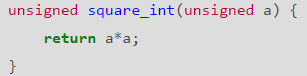 unsigned square_int(unsigned a) {
    return a*a;
}